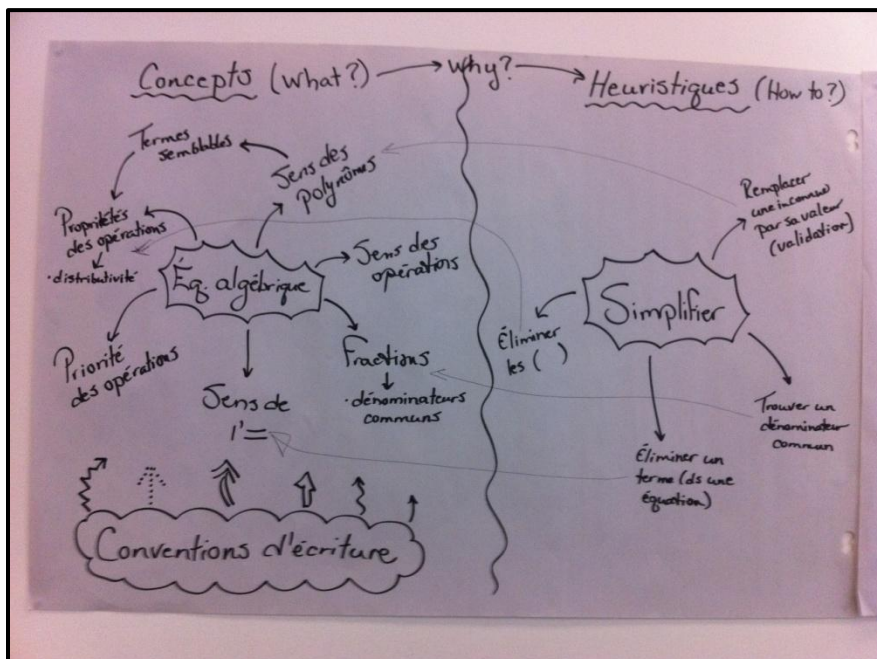 Concepts (What?)
Why?
Heuristiques (How to?)
Termes
semblables
Sens des
polynômes
Propriétés
des opérations
·distributivité
Éq. algébrique
Sens des
opérations
Priorité
des opérations
Fractions
·dénominateurs
communs
Sens de
l'=
Conventions d'écriture
Remplacer
une inconnue
par sa valeur
(validation)
Simplifier
Éliminer
les ( )
Trouver un
dénominateur
commun
Éliminer un
terme (ds une
équation)